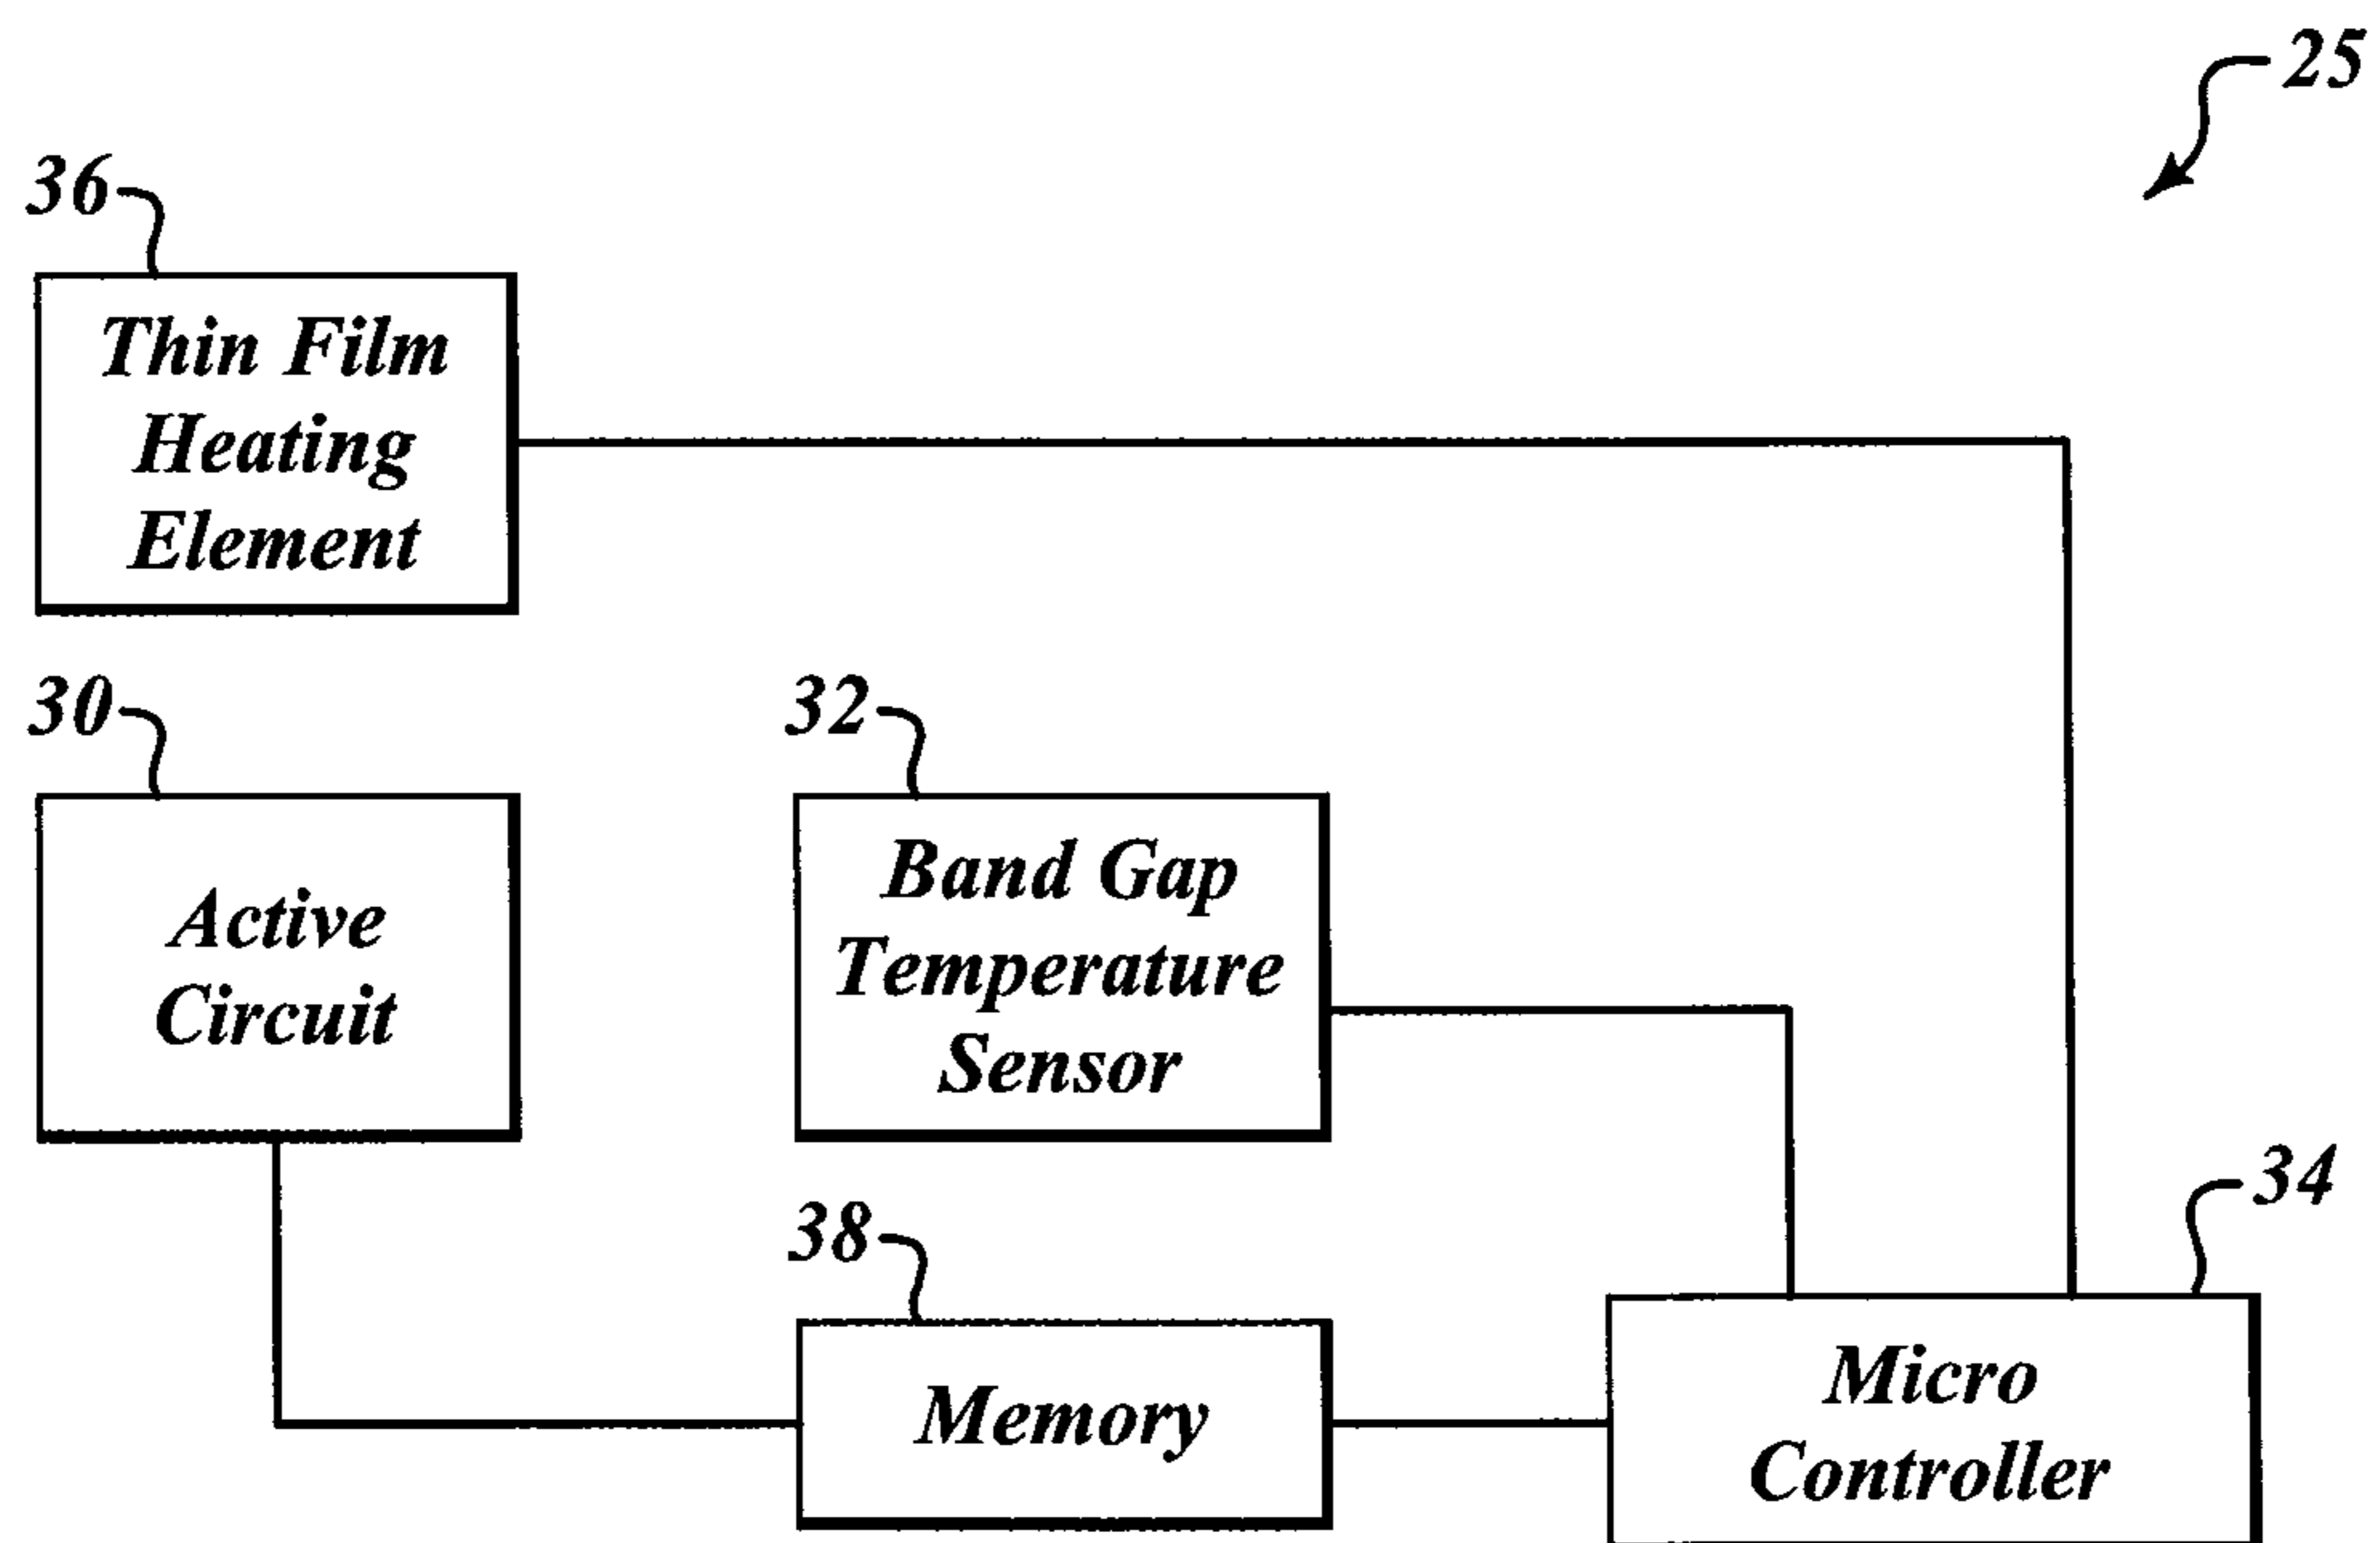 25
36
Thin Film
Heating
Element
30
Active
Circuit
32
Band Gap
Temperature
Sensor
38
Memory
34
Micro
Controller